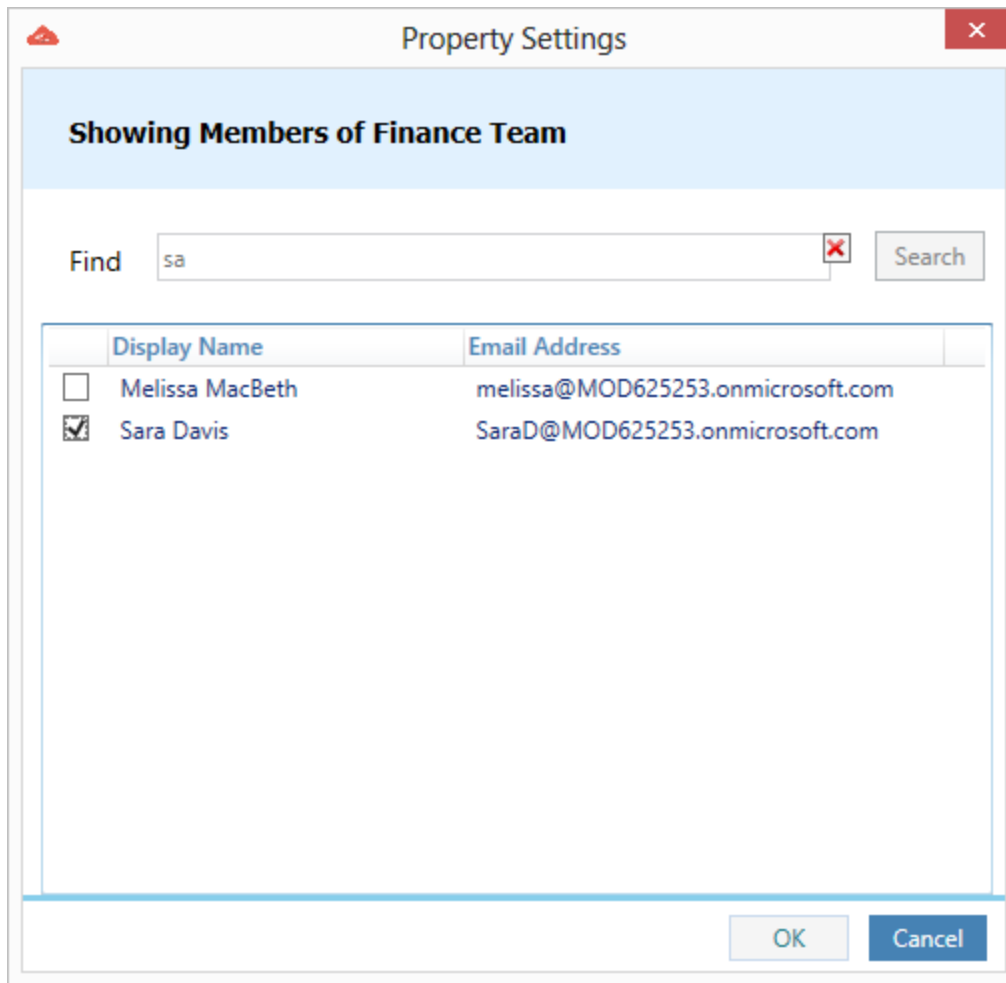 Property Settings
Showing Members of Finance Team
Find sa Search
Display Name Email Address
Melissa MacBeth melissa@MOD625253.onmicrosoft.com
Sara Davis SaraD@MOD625253.onmicrosoft.com
OK Cancel